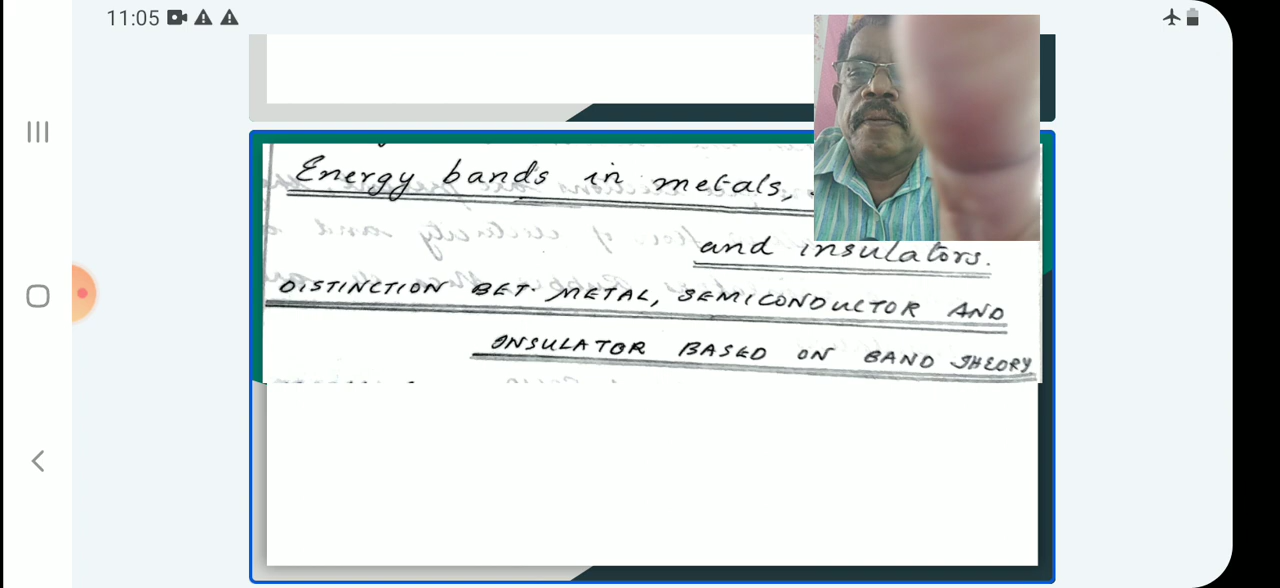 11:05
Energy bands in metals,
and insulators.
DISTINCTION BET. METAL, SEMICONDUCTOR AND
INSULATOR BASED ON BAND THEORY